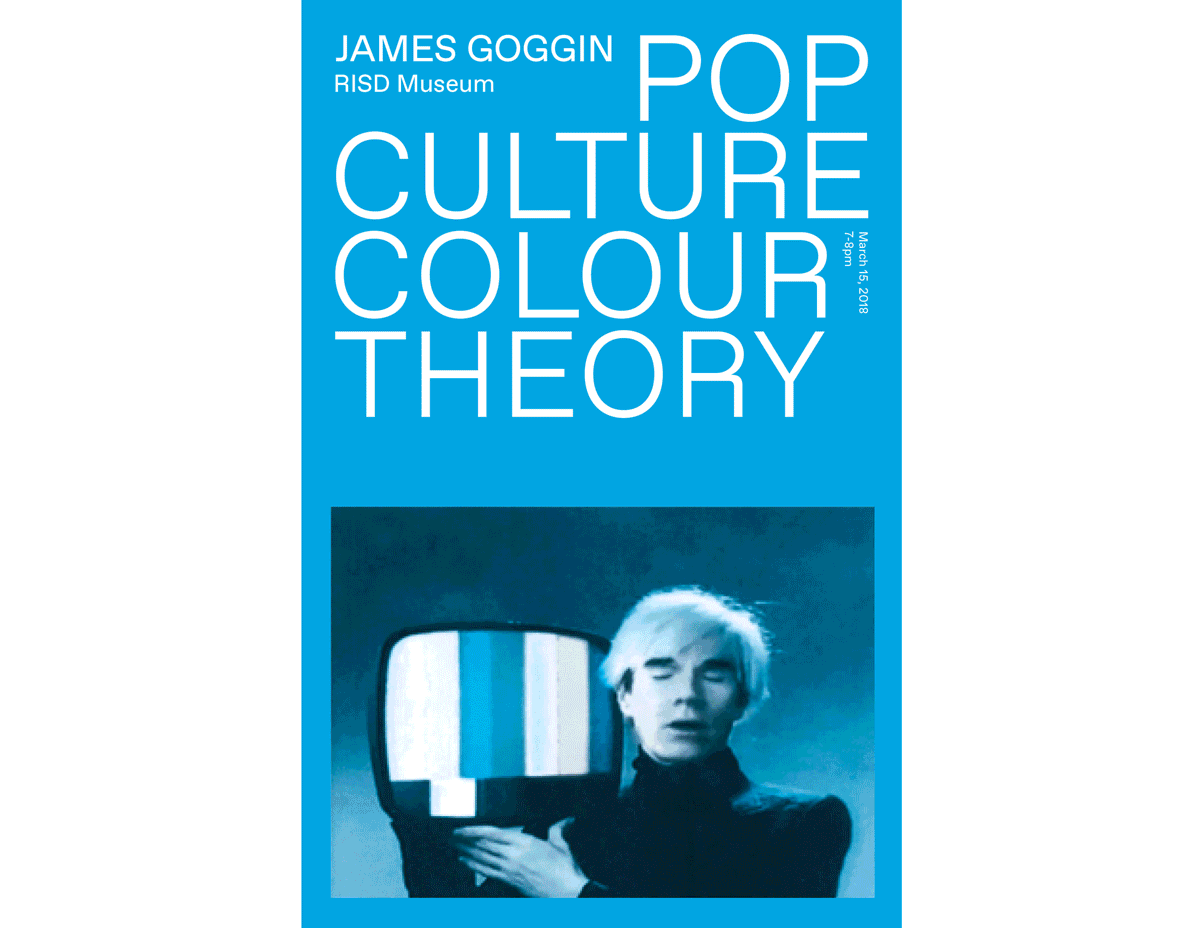 JAMES GOGGIN
RISD Museum
POP
CULTURE
COLOUR
THEORY
March 15, 2018
7-8pm